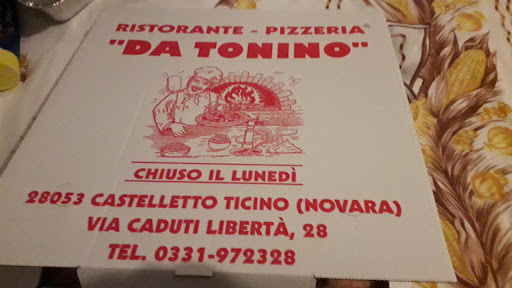 RISTORANTE - PIZZERIA
"DA TONINO"
CHIUSO IL LUNEDÌ
28053 CASTELLETTO TICINO (NOVARA)
VIA CADUTI LIBERTÀ, 28
TEL. 0331-972328